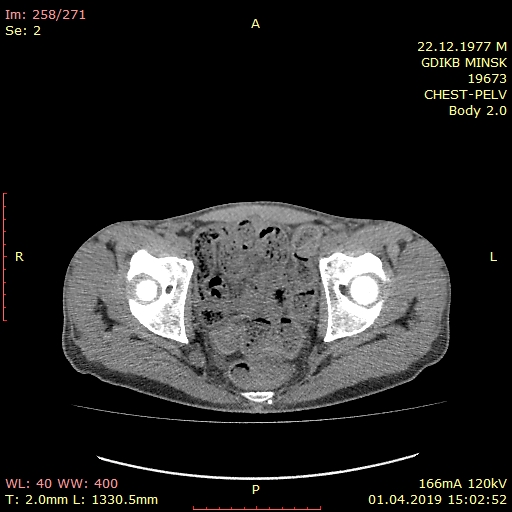 Im: 258/271
Se: 2
A
22.12.1977 M
GDIKB MINSK
19673
CHEST-PELV
Body 2.0
R
L
WL: 40 WW: 400
T: 2.0mm L: 1330.5mm
P
166mA 120kV
01.04.2019 15:02:52